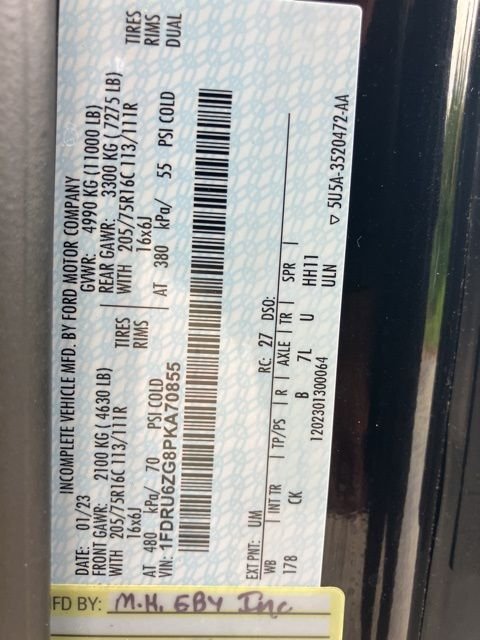 INCOMPLETE VEHICLE MFD. BY FORD MOTOR COMPANY
DATE: 01/23 GVWR: 4990 KG (11000 LB)
FRONT GAWR: 2100 KG ( 4630 LB) REAR GAWR: 3300 KG ( 7275 LB)
WITH 205/75R16C 113/111R TIRES WITH 205/75R16C 113/111R TIRES
16x6J RIMS 16x6J RIMS
AT 480 kPa/ 70 PSI COLD AT 380 kPa/ 55 PSI COLD DUAL
VIN: 1FDRU6ZG8PKA70855
EXT PNT: UM RC: 27 DSO:
WB | INT TR | TP/PS | R | AXLE | TR | SPR |
178 CK B 7L U HH11
1202301300064 ULN
▽ 5U5A-3520472-AA
FD BY: M.H. EBY Inc